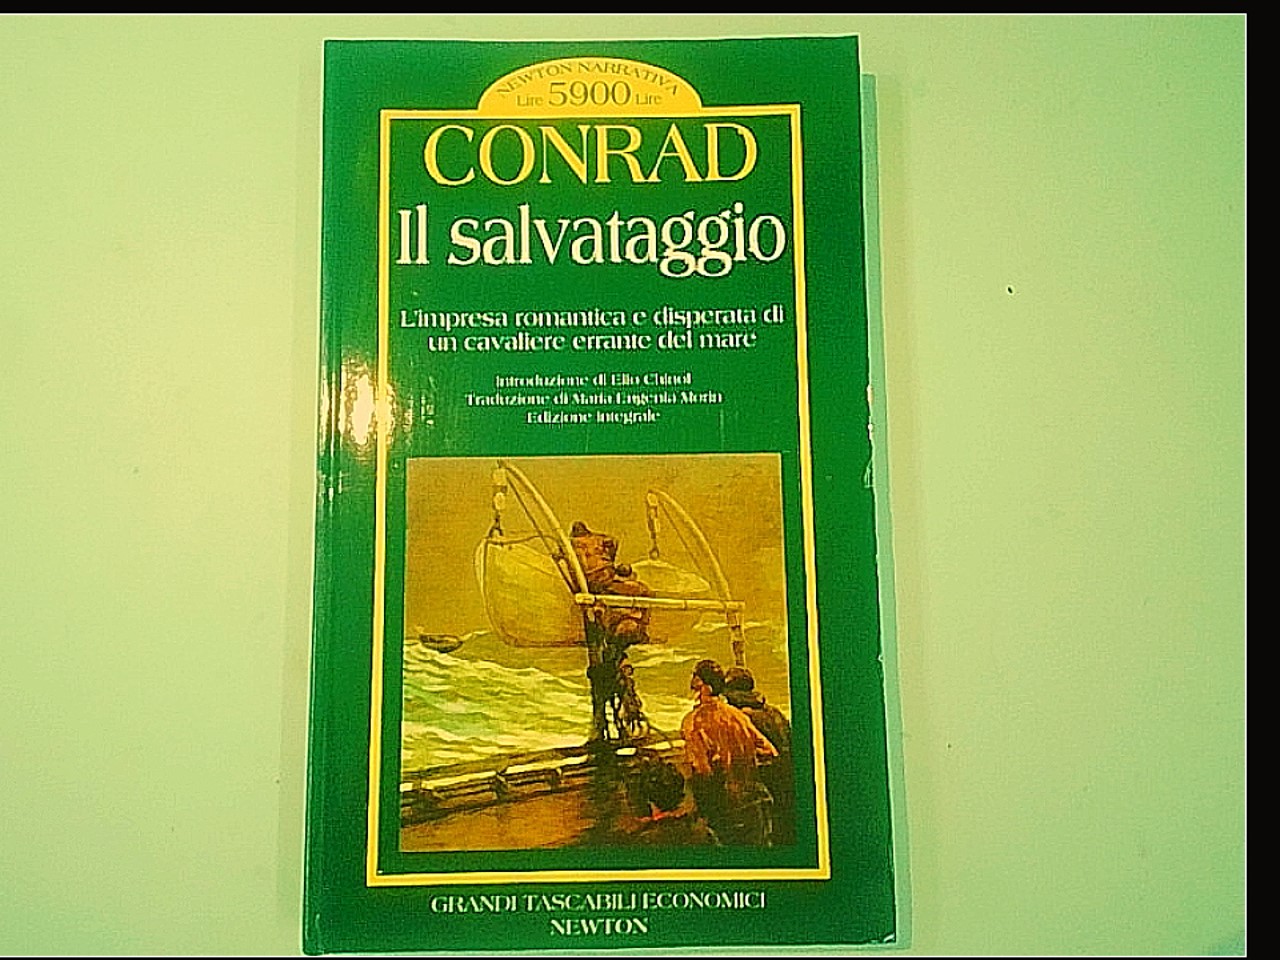 NEWTON NARRATIVA
Lire 5900 Lire
CONRAD
Il salvataggio
L'impresa romantica e disperata di
un cavaliere errante del mare
Introduzione di Elio Chinol
Traduzione di Maria Eugenia Morin
Edizione integrale
GRANDI TASCABILI ECONOMICI
NEWTON